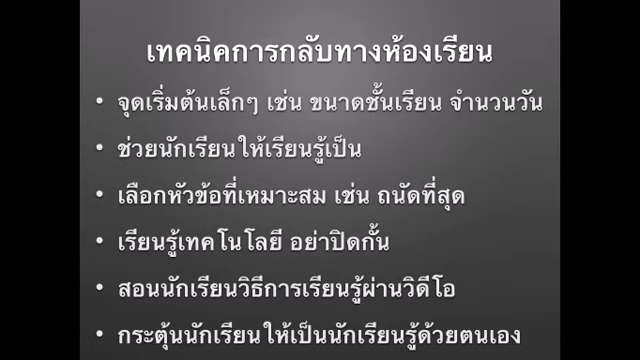 เทคนิคการกลับทางห้องเรียน
• จุดเริ่มต้นเล็กๆ เช่น ขนาดชั้นเรียน จำนวนวัน
• ช่วยนักเรียนให้เรียนรู้เป็น
• เลือกหัวข้อที่เหมาะสม เช่น ถนัดที่สุด
• เรียนรู้เทคโนโลยี อย่าปิดกั้น
• สอนนักเรียนวิธีการเรียนรู้ผ่านวิดีโอ
• กระตุ้นนักเรียนให้เป็นนักเรียนรู้ด้วยตนเอง